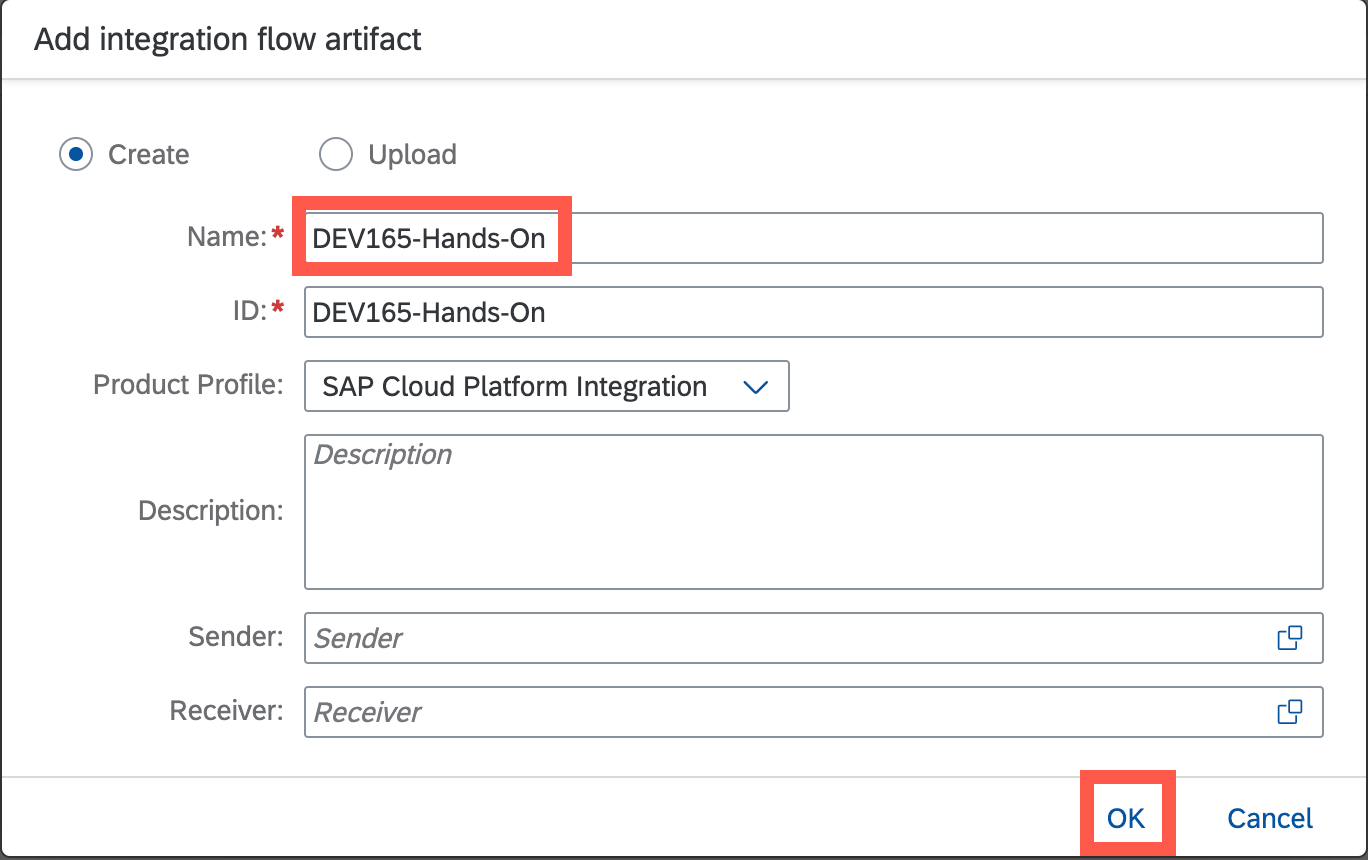 Add integration flow artifact
Create Upload
Name:* DEV165-Hands-On
ID:* DEV165-Hands-On
Product Profile: SAP Cloud Platform Integration
Description: Description
Sender: Sender
Receiver: Receiver
OK Cancel